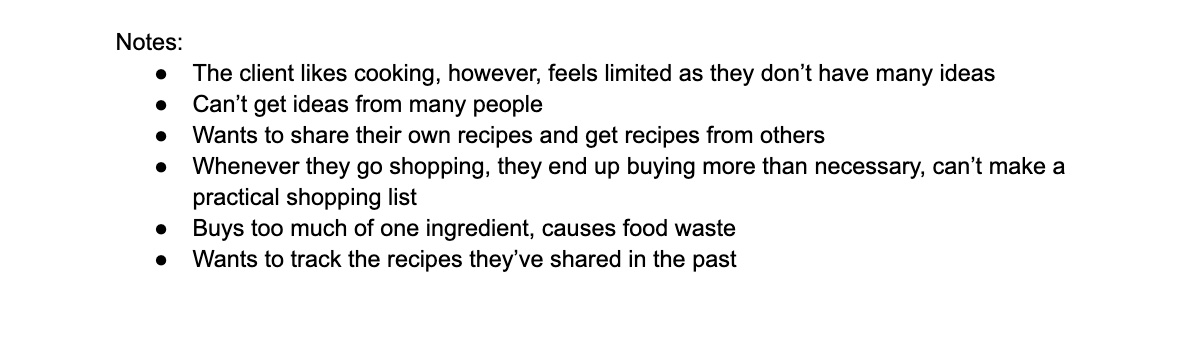 Notes:
● The client likes cooking, however, feels limited as they don’t have many ideas
● Can’t get ideas from many people
● Wants to share their own recipes and get recipes from others
● Whenever they go shopping, they end up buying more than necessary, can’t make a
practical shopping list
● Buys too much of one ingredient, causes food waste
● Wants to track the recipes they’ve shared in the past